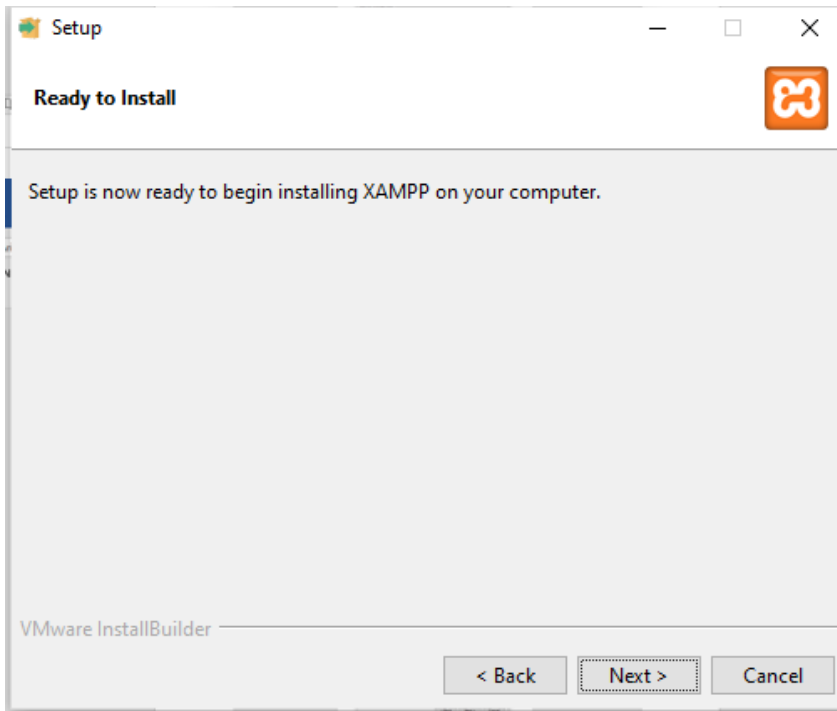 Setup
Ready to Install
Setup is now ready to begin installing XAMPP on your computer.
VMware InstallBuilder
< Back
Next >
Cancel